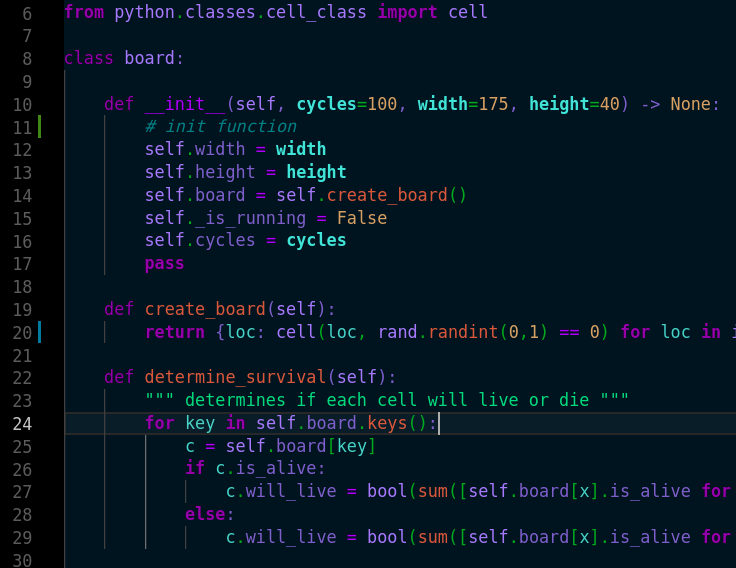 6 from python.classes.cell_class import cell
7
8 class board:
9
10     def __init__(self, cycles=100, width=175, height=40) -> None:
11         # init function
12         self.width = width
13         self.height = height
14         self.board = self.create_board()
15         self._is_running = False
16         self.cycles = cycles
17         pass
18
19     def create_board(self):
20         return {loc: cell(loc, rand.randint(0,1) == 0) for loc in i
21
22     def determine_survival(self):
23         """ determines if each cell will live or die """
24         for key in self.board.keys():
25             c = self.board[key]
26             if c.is_alive:
27                 c.will_live = bool(sum([self.board[x].is_alive for
28             else:
29                 c.will_live = bool(sum([self.board[x].is_alive for
30